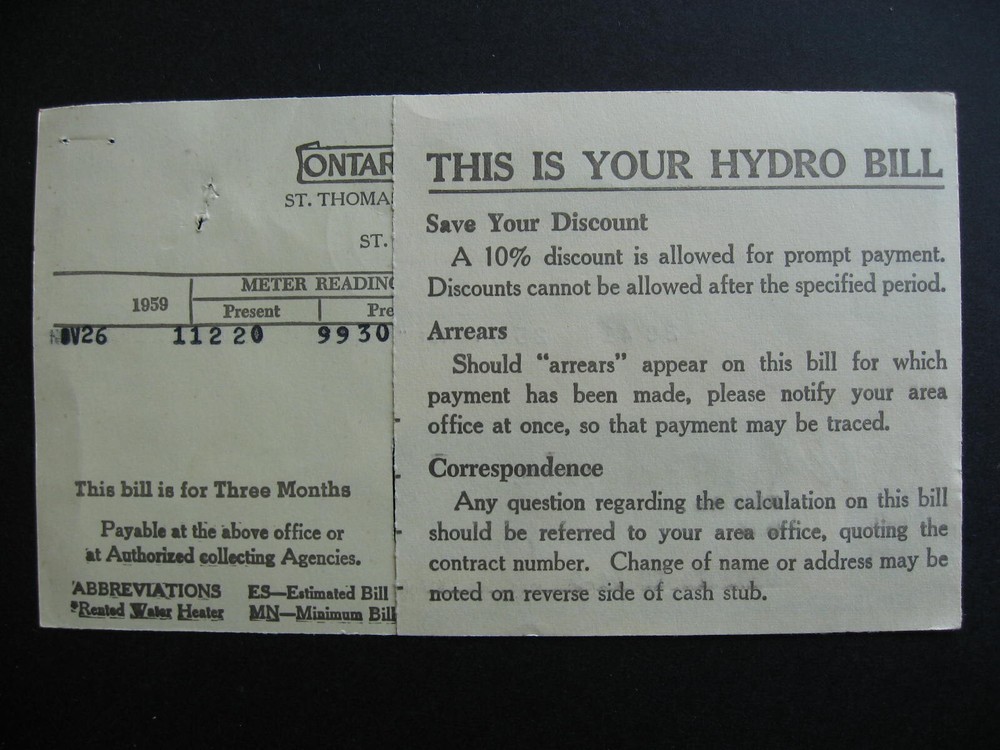 ONTAR
ST. THOMA
ST.
1959
METER READING
Present
Pre
NOV26 11220 9930
This bill is for Three Months
Payable at the above office or
at Authorized collecting Agencies.
ABBREVIATIONS ES—Estimated Bill
*Rented Water Heater MN—Minimum Bill
THIS IS YOUR HYDRO BILL
Save Your Discount
A 10% discount is allowed for prompt payment.
Discounts cannot be allowed after the specified period.
Arrears
Should “arrears” appear on this bill for which
payment has been made, please notify your area
office at once, so that payment may be traced.
Correspondence
Any question regarding the calculation on this bill
should be referred to your area office, quoting the
contract number. Change of name or address may be
noted on reverse side of cash stub.